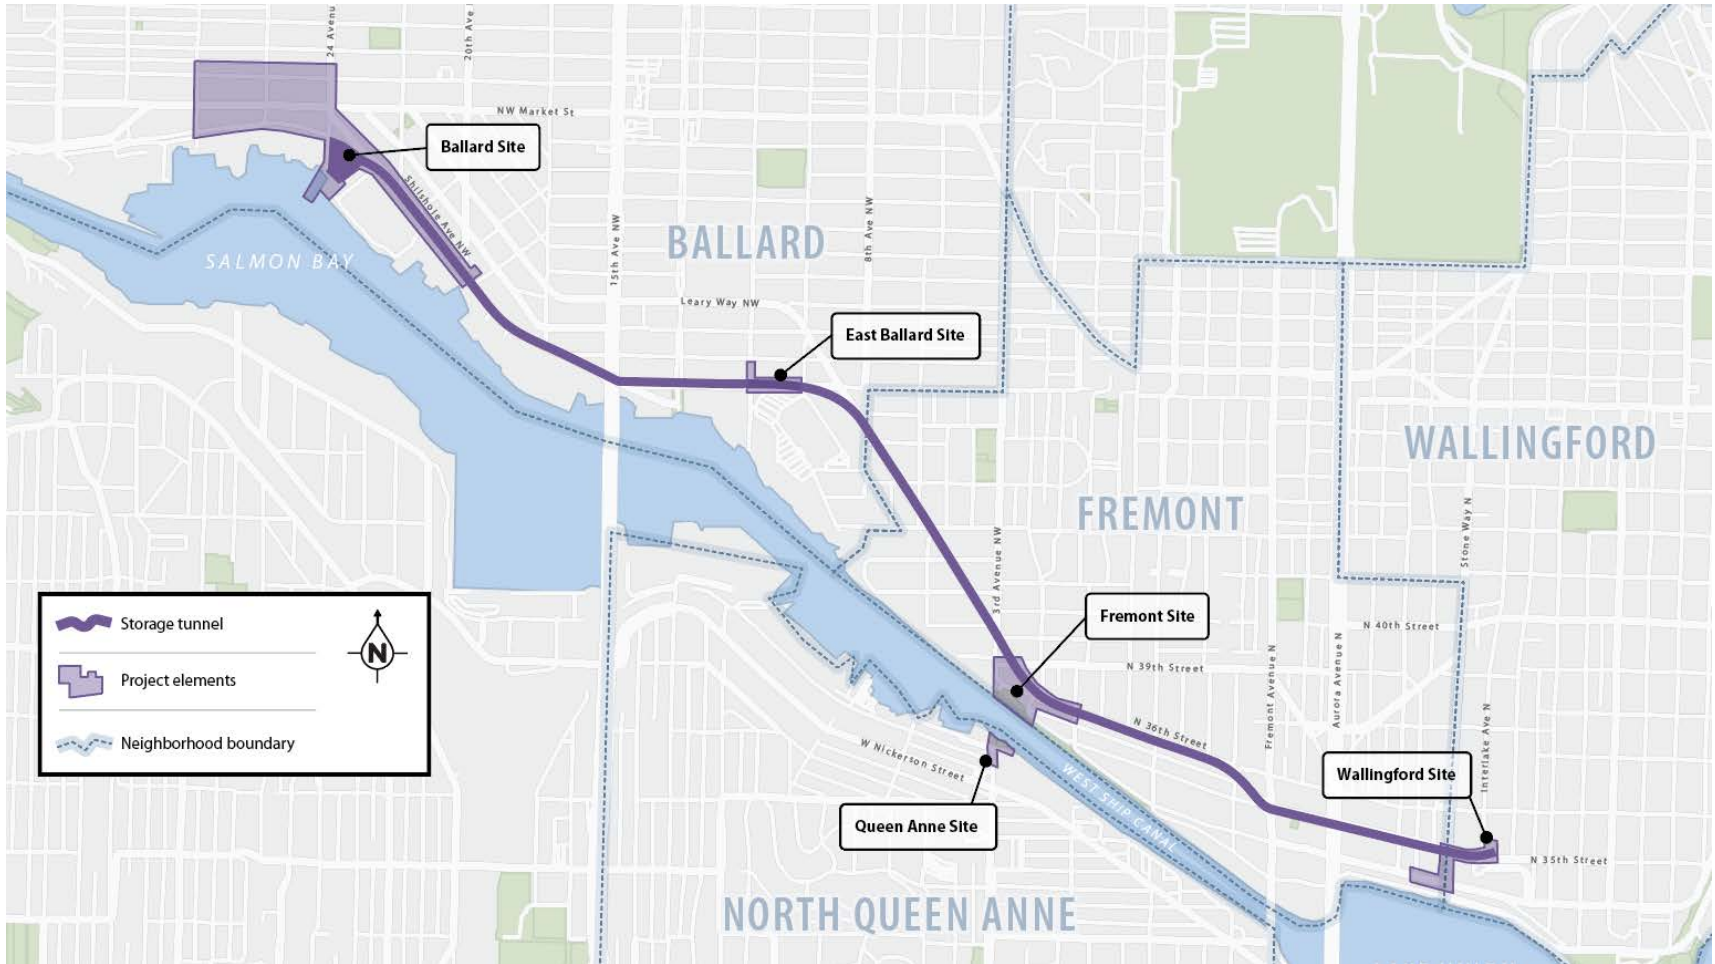 24 Avenu
20th Ave
NW Market St
Ballard Site
Shilshole Ave NW
15th Ave NW
8th Ave NW
BALLARD
SALMON BAY
Leary Way NW
East Ballard Site
WALLINGFORD
FREMONT
Stone Way N
3rd Avenue NW
Fremont Site
N 40th Street
N 39th Street
Fremont Avenue N
Aurora Avenue N
Interlake Ave N
N 36th Street
W Nickerson Street
Wallingford Site
WEST SHIP CANAL
Queen Anne Site
N 35th Street
NORTH QUEEN ANNE
Storage tunnel
N
Project elements
Neighborhood boundary